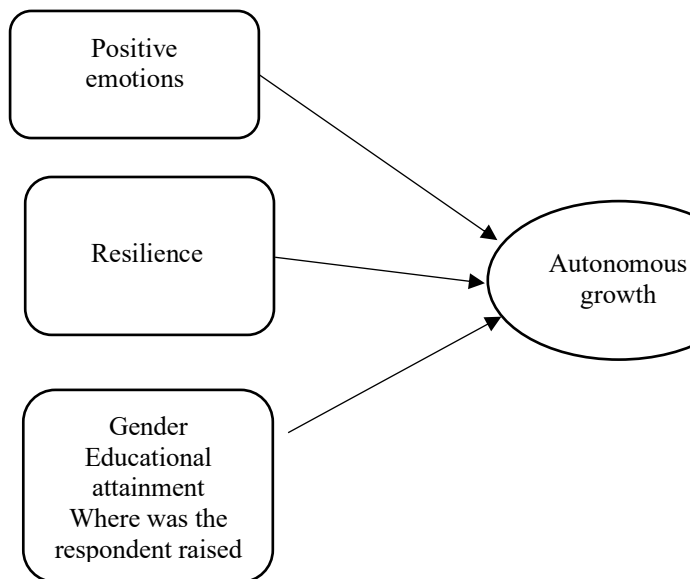 Positive
emotions
Resilience
Autonomous
growth
Gender
Educational
attainment
Where was the
respondent raised